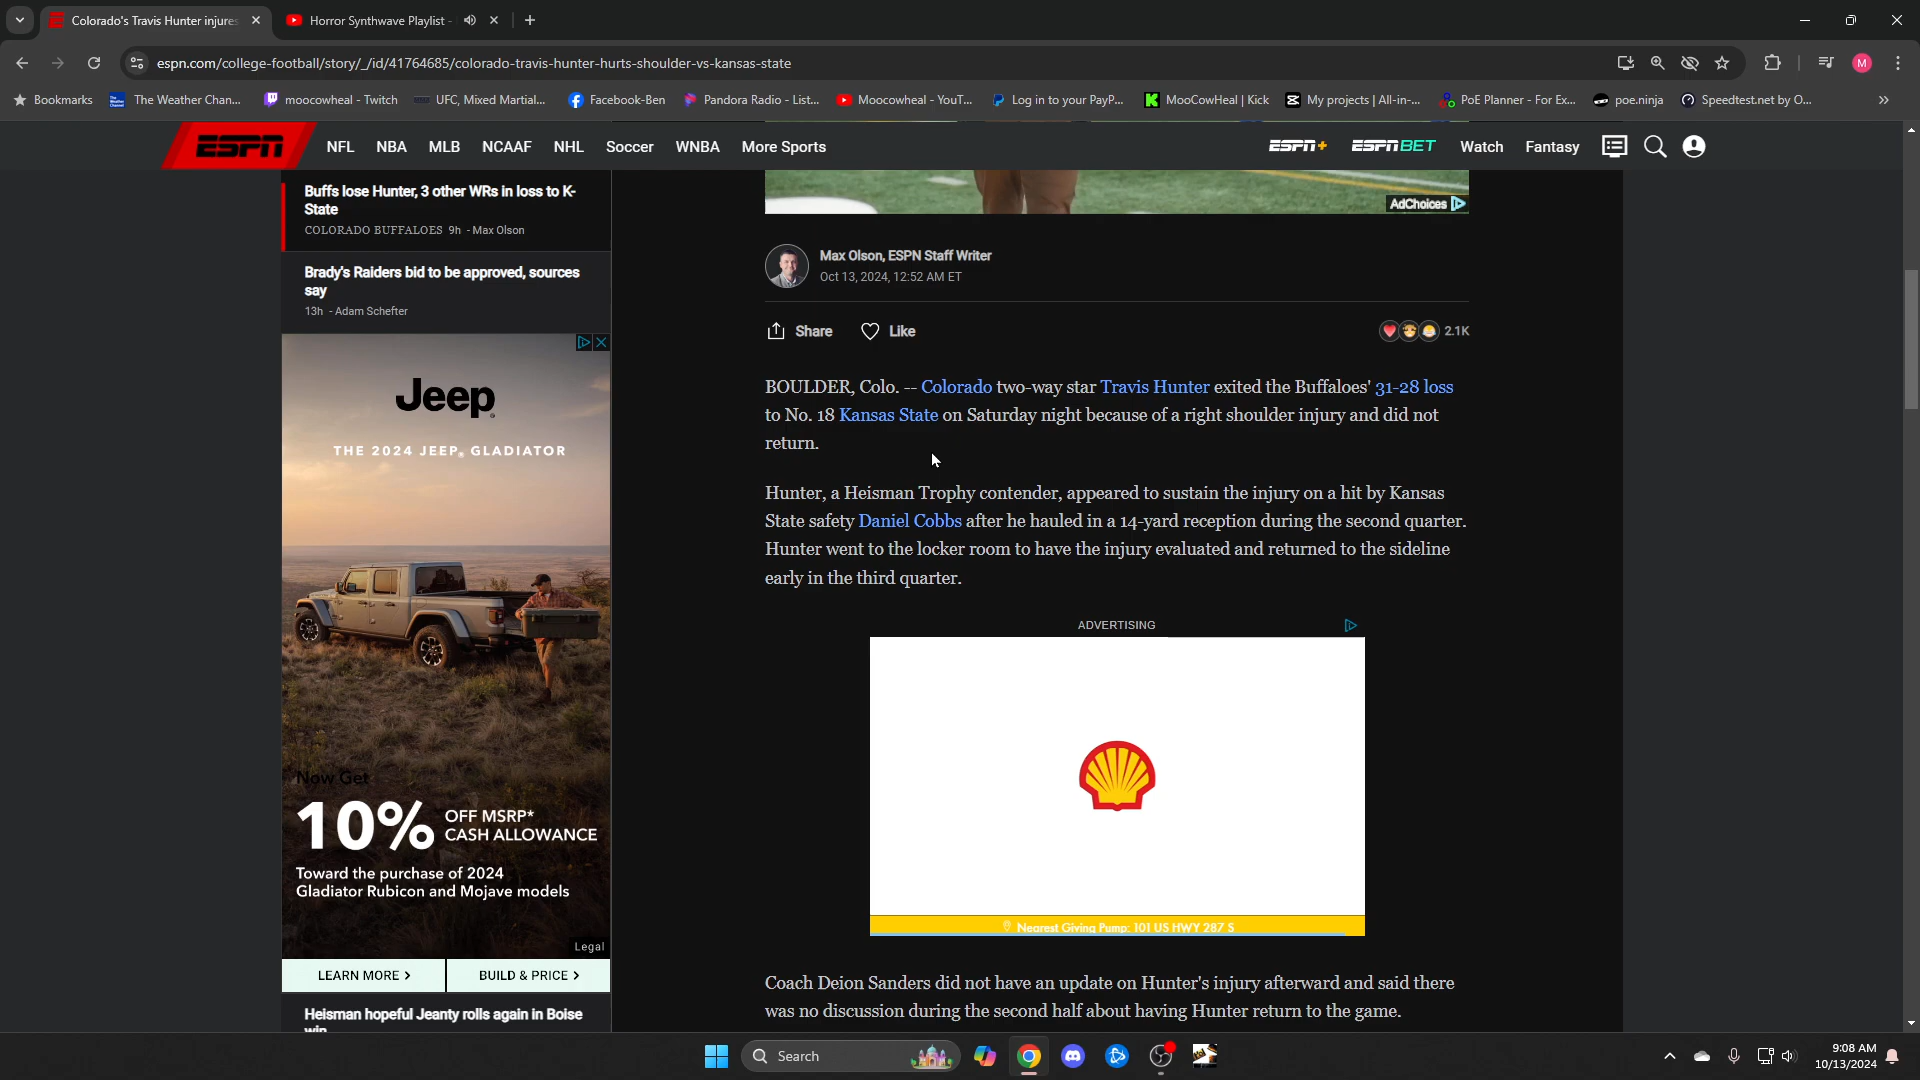 Colorado's Travis Hunter injures
Horror Synthwave Playlist -
espn.com/college-football/story/_/id/41764685/colorado-travis-hunter-hurts-shoulder-vs-kansas-state
M
Bookmarks
The Weather Chan...
moocowheal - Twitch
UFC, Mixed Martial...
Facebook-Ben
Pandora Radio - List...
Moocowheal - YouT...
Log in to your PayP...
MooCowHeal | Kick
My projects | All-in-...
PoE Planner - For Ex...
poe.ninja
Speedtest.net by O...
ESPN
NFL NBA MLB NCAAF NHL Soccer WNBA More Sports
ESPN+ ESPN BET Watch Fantasy
Buffs lose Hunter, 3 other WRs in loss to K-
State
COLORADO BUFFALOES 9h - Max Olson
Brady's Raiders bid to be approved, sources
say
13h - Adam Schefter
Jeep
THE 2024 JEEP® GLADIATOR
Now Get
10% OFF MSRP*
CASH ALLOWANCE
Toward the purchase of 2024
Gladiator Rubicon and Mojave models
Legal
LEARN MORE >
BUILD & PRICE >
Heisman hopeful Jeanty rolls again in Boise
win
AdChoices
Max Olson, ESPN Staff Writer
Oct 13, 2024, 12:52 AM ET
Share
Like
2.1K
BOULDER, Colo. -- Colorado two-way star Travis Hunter exited the Buffaloes' 31-28 loss
to No. 18 Kansas State on Saturday night because of a right shoulder injury and did not
return.
Hunter, a Heisman Trophy contender, appeared to sustain the injury on a hit by Kansas
State safety Daniel Cobbs after he hauled in a 14-yard reception during the second quarter.
Hunter went to the locker room to have the injury evaluated and returned to the sideline
early in the third quarter.
ADVERTISING
Nearest Giving Pump: 101 US HWY 287 S
Coach Deion Sanders did not have an update on Hunter's injury afterward and said there
was no discussion during the second half about having Hunter return to the game.
Search
9:08 AM
10/13/2024